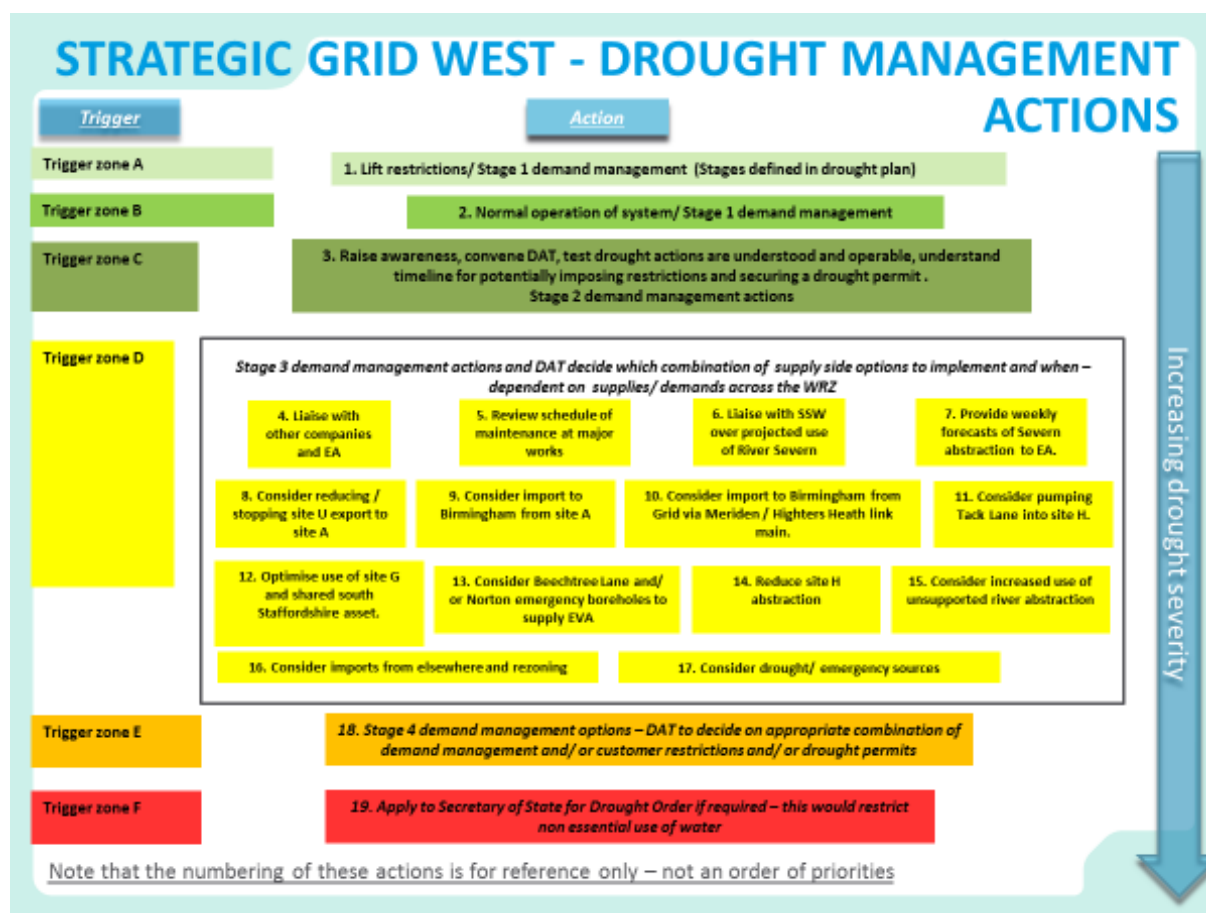 STRATEGIC GRID WEST - DROUGHT MANAGEMENT
ACTIONS
Trigger
Action
Trigger zone A
1. Lift restrictions/ Stage 1 demand management (Stages defined in drought plan)
Trigger zone B
2. Normal operation of system/ Stage 1 demand management
Trigger zone C
3. Raise awareness, convene DAT, test drought actions are understood and operable, understand
timeline for potentially imposing restrictions and securing a drought permit .
Stage 2 demand management actions
Trigger zone D
Stage 3 demand management actions and DAT decide which combination of supply side options to implement and when –
dependent on supplies/ demands across the WRZ
4. Liaise with
other companies
and EA
5. Review schedule of
maintenance at major
works
6. Liaise with SSW
over projected use
of River Severn
7. Provide weekly
forecasts of Severn
abstraction to EA.
8. Consider reducing /
stopping site U export to
site A
9. Consider import to
Birmingham from site A
10. Consider import to Birmingham from
Grid via Meriden / Highters Heath link
main.
11. Consider pumping
Tack Lane into site H.
12. Optimise use of site G
and shared south
Staffordshire asset.
13. Consider Beechtree Lane and/
or Norton emergency boreholes to
supply EVA
14. Reduce site H
abstraction
15. Consider increased use of
unsupported river abstraction
16. Consider imports from elsewhere and rezoning
17. Consider drought/ emergency sources
Trigger zone E
18. Stage 4 demand management options – DAT to decide on appropriate combination of
demand management and/ or customer restrictions and/ or drought permits
Trigger zone F
19. Apply to Secretary of State for Drought Order if required – this would restrict
non essential use of water
Increasing drought severity
Note that the numbering of these actions is for reference only – not an order of priorities